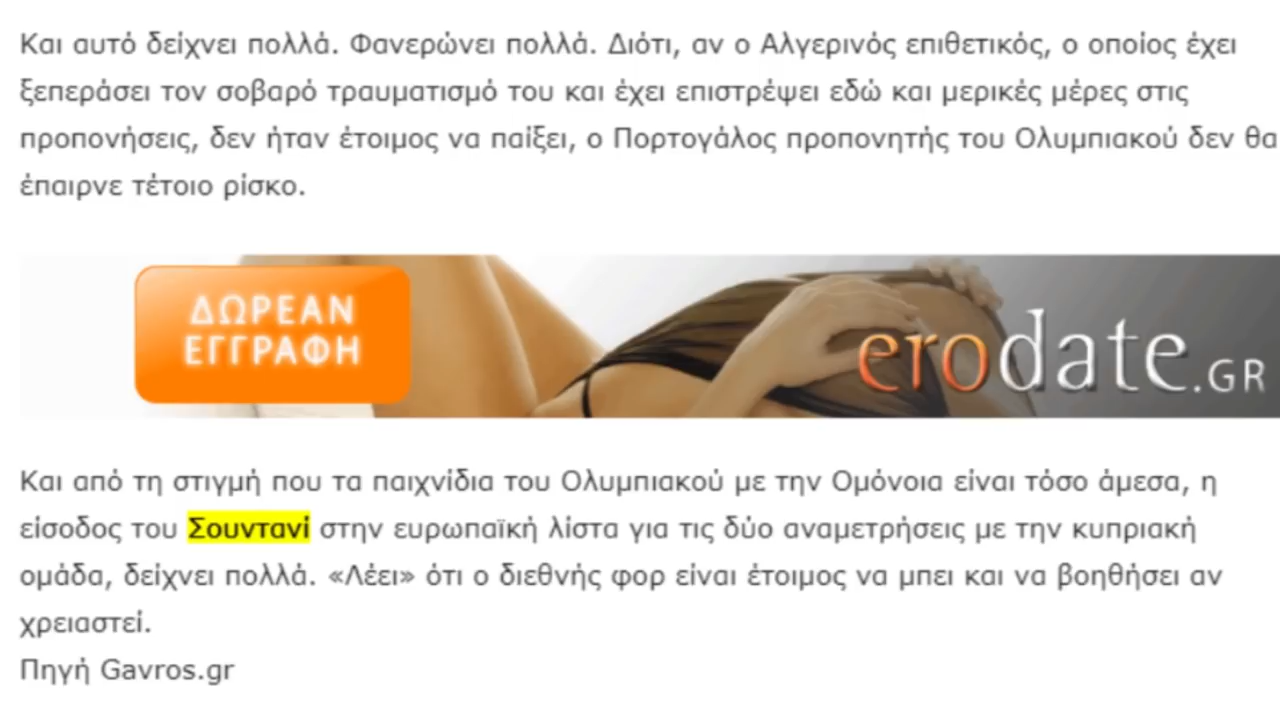 Και αυτό δείχνει πολλά. Φανερώνει πολλά. Διότι, αν ο Αλγερινός επιθετικός, ο οποίος έχει
ξεπεράσει τον σοβαρό τραυματισμό του και έχει επιστρέψει εδώ και μερικές μέρες στις
προπονήσεις, δεν ήταν έτοιμος να παίξει, ο Πορτογάλος προπονητής του Ολυμπιακού δεν θα
έπαιρνε τέτοιο ρίσκο.
ΔΩΡΕΑΝ
ΕΓΓΡΑΦΗ
erodate.GR
Και από τη στιγμή που τα παιχνίδια του Ολυμπιακού με την Ομόνοια είναι τόσο άμεσα, η
είσοδος του Σουντανί στην ευρωπαϊκή λίστα για τις δύο αναμετρήσεις με την κυπριακή
ομάδα, δείχνει πολλά. «Λέει» ότι ο διεθνής φορ είναι έτοιμος να μπει και να βοηθήσει αν
χρειαστεί.
Πηγή Gavros.gr